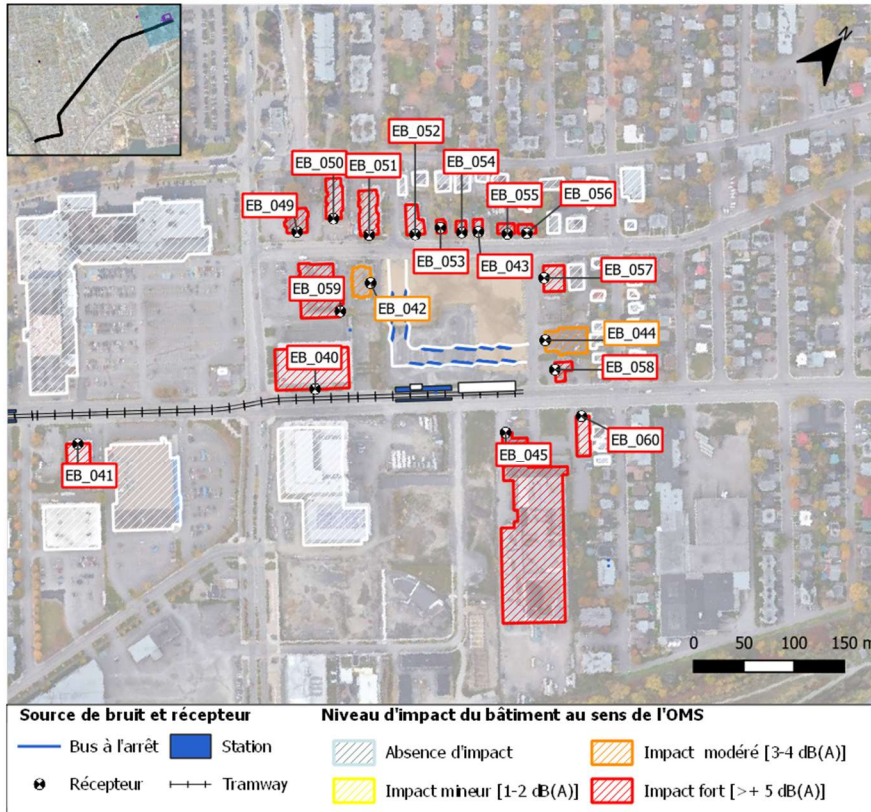 N
EB_052
EB_050
EB_051
EB_054
EB_055
EB_056
EB_049
EB_053
EB_043
EB_057
EB_059
EB_042
EB_044
EB_040
EB_058
EB_041
EB_045
EB_060
0 50 100 150 m
Source de bruit et récepteur
Bus à l'arrêt
Station
Récepteur
Tramway
Niveau d'impact du bâtiment au sens de l'OMS
Absence d'impact
Impact modéré [3-4 dB(A)]
Impact mineur [1-2 dB(A)]
Impact fort [>+ 5 dB(A)]